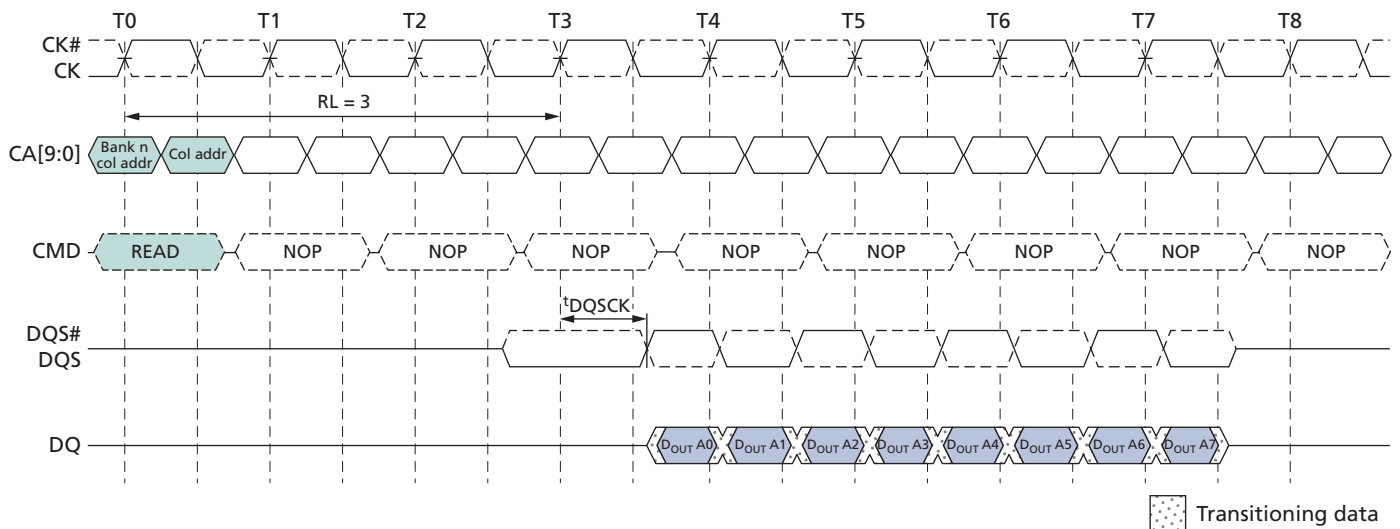 T0 T1 T2 T3 T4 T5 T6 T7 T8
CK#
CK
RL = 3
CA[9:0]
Bank n
col addr
Col addr
CMD READ NOP NOP NOP NOP NOP NOP NOP NOP
tDQSCK
DQS#
DQS
DQ DOUT A0 DOUT A1 DOUT A2 DOUT A3 DOUT A4 DOUT A5 DOUT A6 DOUT A7
Transitioning data